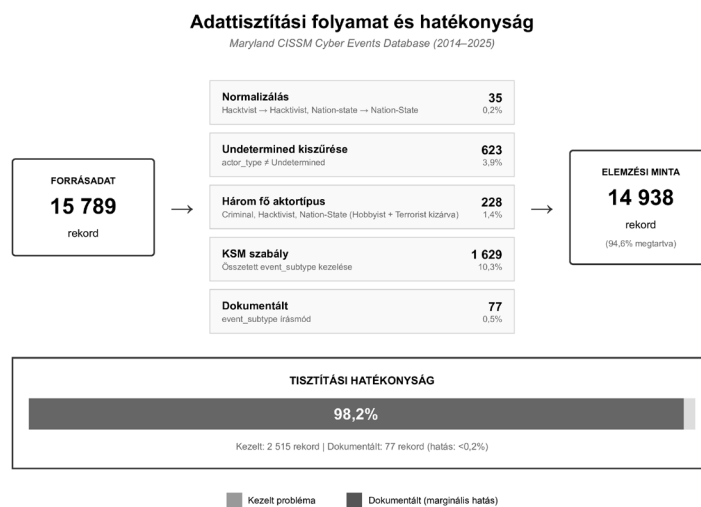 Adattisztítási folyamat és hatékonyság
Maryland CISSM Cyber Events Database (2014–2025)
FORRÁSADAT
15 789
rekord
→
Normalizálás 35
Hacktvist → Hacktivist, Nation-state → Nation-State 0,2%
Undetermined kiszűrése 623
actor_type ≠ Undetermined 3,9%
Három fő aktortípus 228
Criminal, Hacktivist, Nation-State (Hobbyist + Terrorist kizárva) 1,4%
KSM szabály 1 629
Összetett event_subtype kezelése 10,3%
Dokumentált 77
event_subtype írásmód 0,5%
→
ELEMZÉSI MINTA
14 938
rekord
(94,6% megtartva)
TISZTÍTÁSI HATÉKONYSÁG
98,2%
Kezelt: 2 515 rekord | Dokumentált: 77 rekord (hatás: <0,2%)
Kezelt probléma
Dokumentált (marginális hatás)